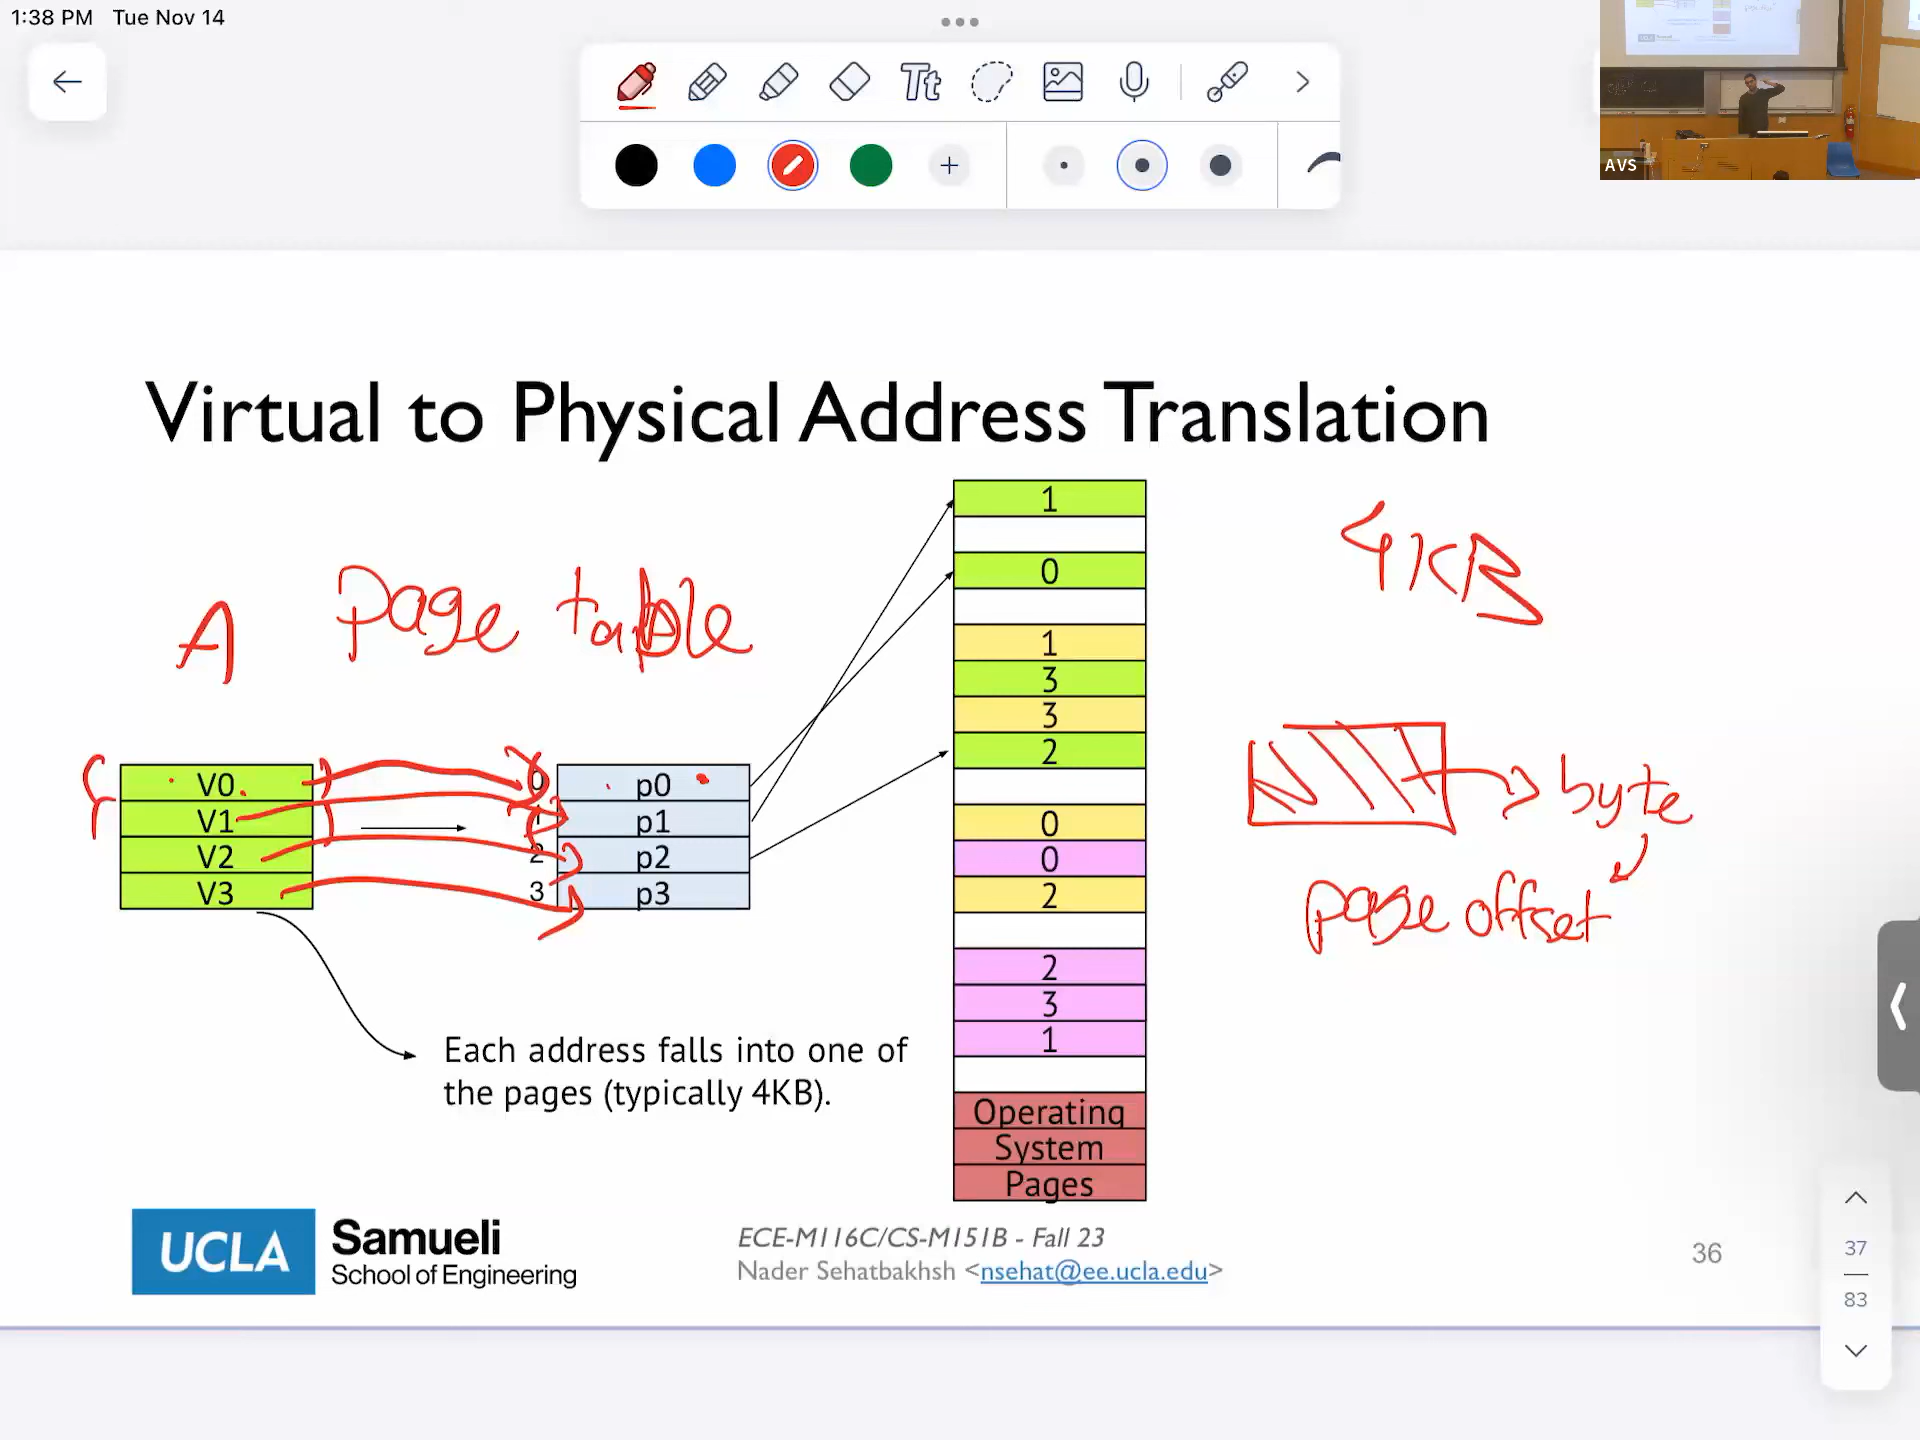 1:38 PM Tue Nov 14
Tt
AVS
Virtual to Physical Address Translation
A
page table
4KB
V0
V1
V2
V3
0
1
2
3
p0
p1
p2
p3
1
0
1
3
3
2
0
0
2
2
3
1
Operating
System
Pages
byte
page offset
Each address falls into one of
the pages (typically 4KB).
UCLA Samueli
School of Engineering
ECE-M116C/CS-M151B - Fall 23
Nader Sehatbakhsh <nsehat@ee.ucla.edu>
36
37
83